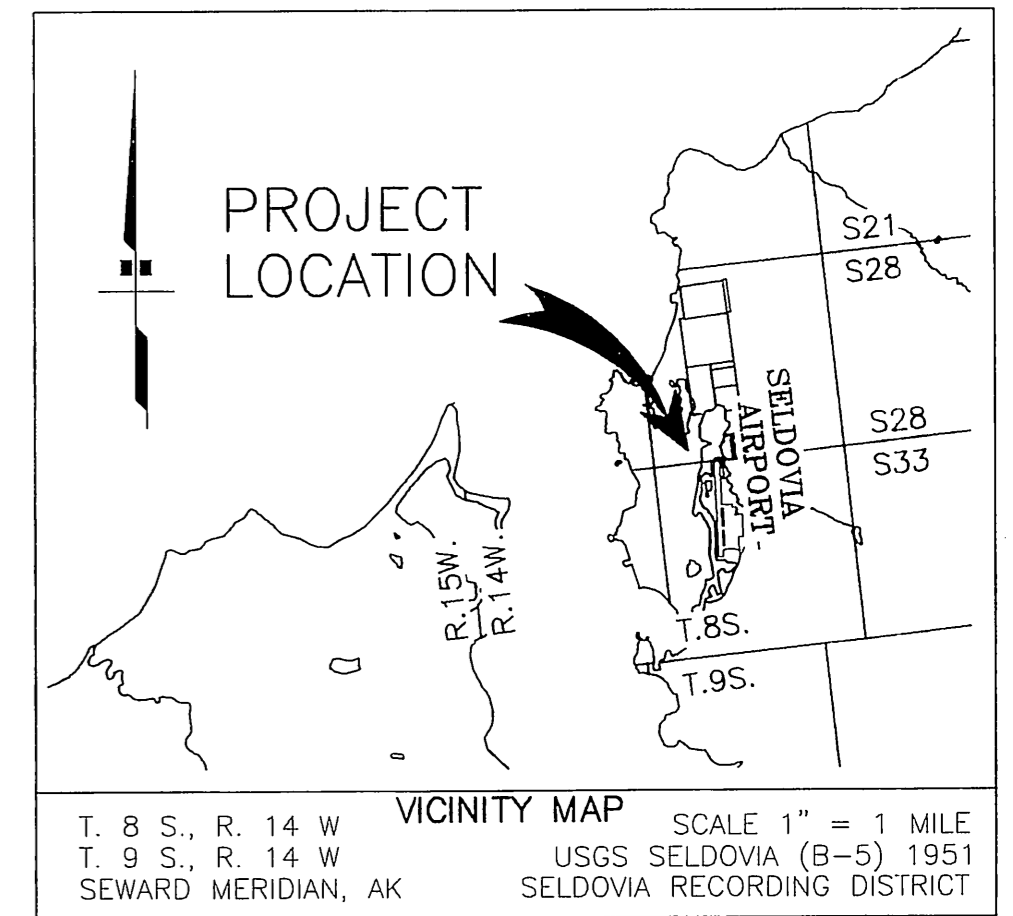 PROJECT
LOCATION
S21
S28
SELDOVIA
AIRPORT-
S28
S33
R.15W.
R.14W.
T.8S.
T.9S.
VICINITY MAP
T. 8 S., R. 14 W
T. 9 S., R. 14 W
SEWARD MERIDIAN, AK
SCALE 1" = 1 MILE
USGS SELDOVIA (B-5) 1951
SELDOVIA RECORDING DISTRICT